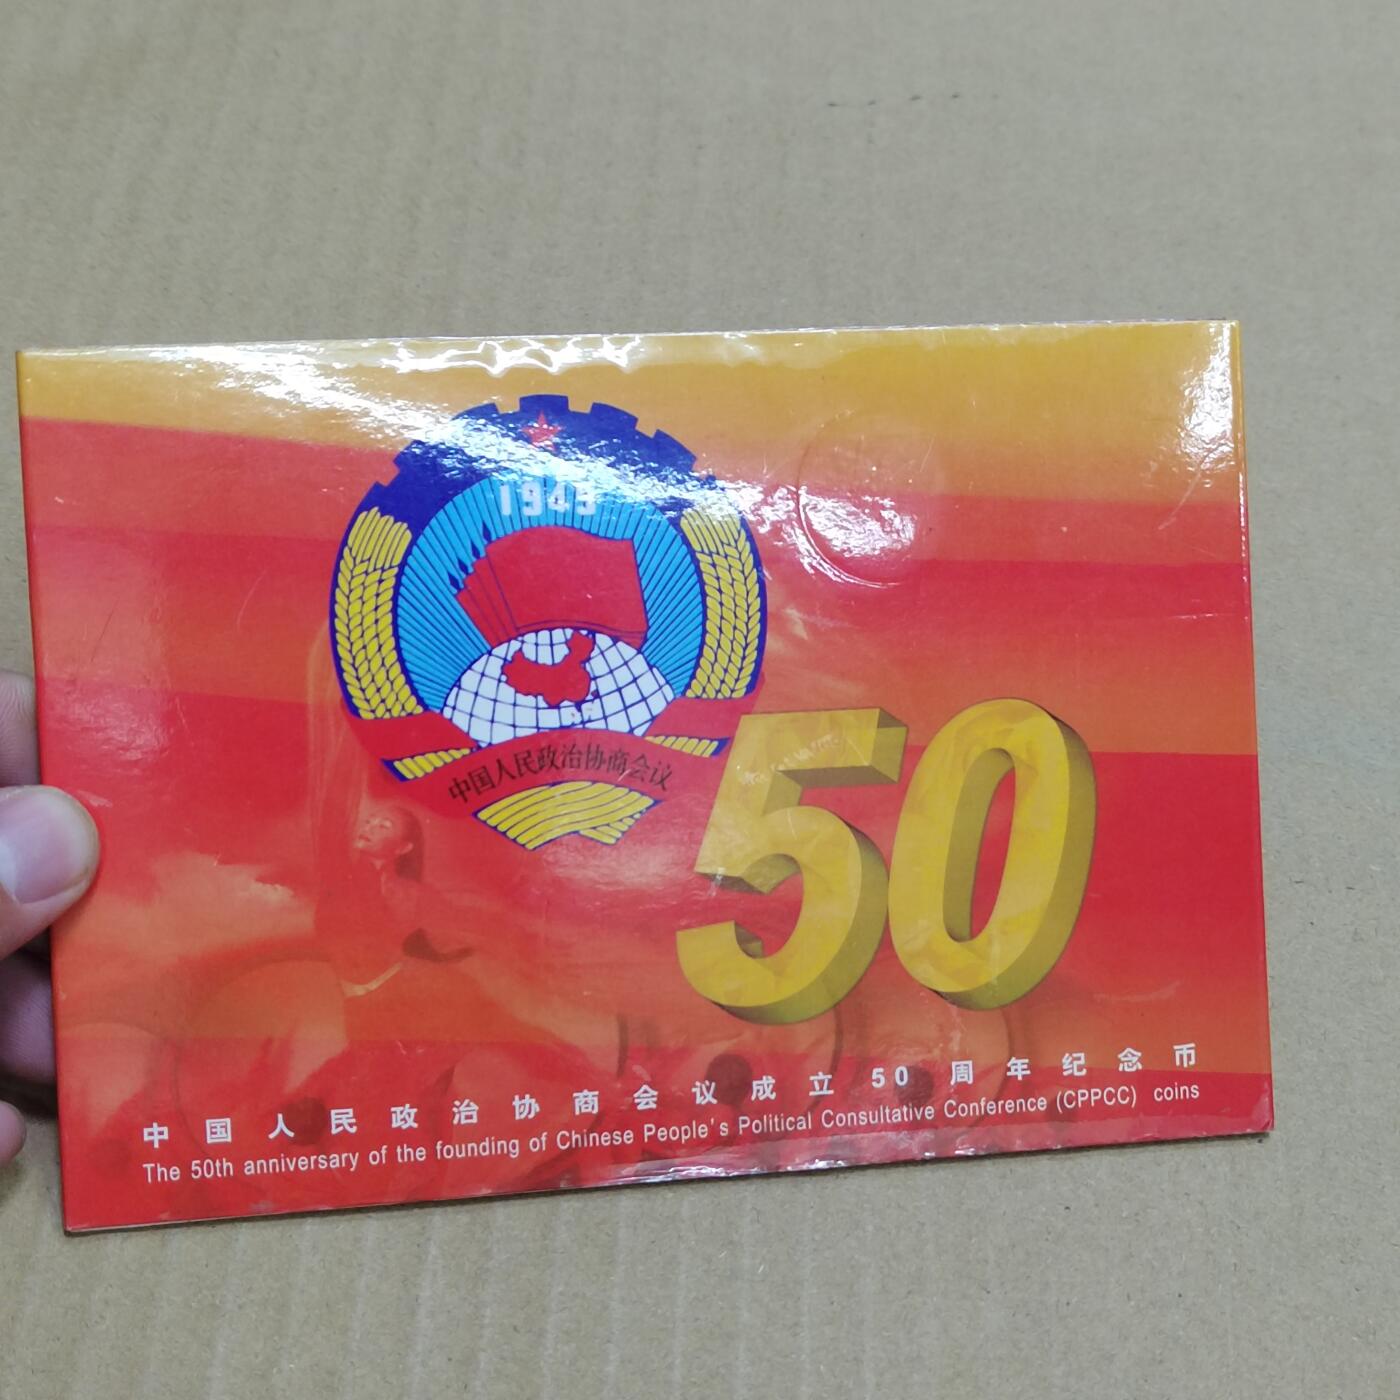 1949
中国人民政治协商会议
50
中国人民政治协商会议成立50周年纪念币
The 50th anniversary of the founding of Chinese People's Political Consultative Conference (CPPCC) coins